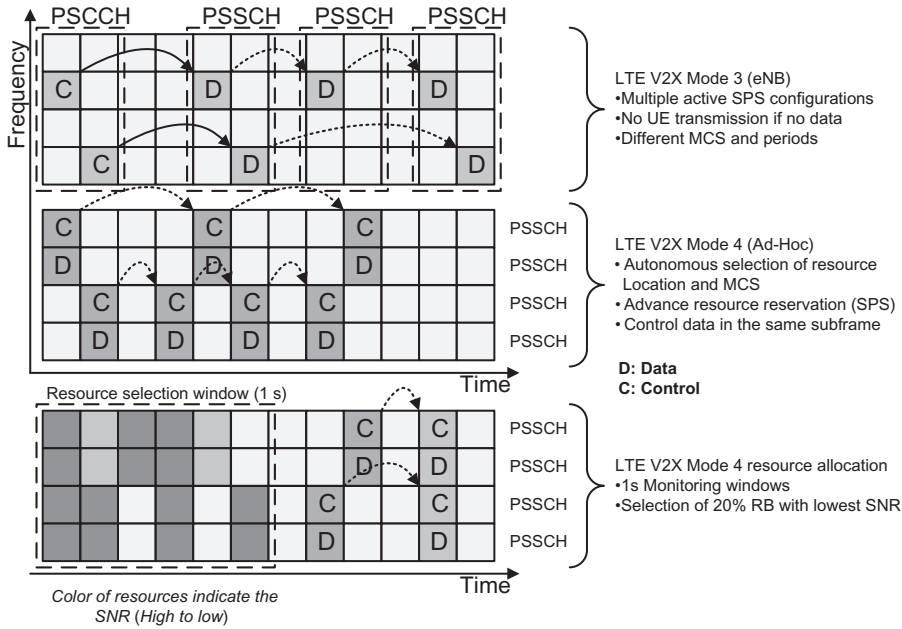 PSCCH PSSCH PSSCH PSSCH
Frequency
C D D D
C D D
LTE V2X Mode 3 (eNB)
•Multiple active SPS configurations
•No UE transmission if no data
•Different MCS and periods
C C C PSSCH
D D D PSSCH
C C C C PSSCH
D D D D PSSCH
Time
LTE V2X Mode 4 (Ad-Hoc)
• Autonomous selection of resource
Location and MCS
• Advance resource reservation (SPS)
• Control data in the same subframe
D: Data
C: Control
Resource selection window (1 s)
C C PSSCH
D D PSSCH
C C PSSCH
D D PSSCH
Time
LTE V2X Mode 4 resource allocation
•1s Monitoring windows
•Selection of 20% RB with lowest SNR
Color of resources indicate the
SNR (High to low)